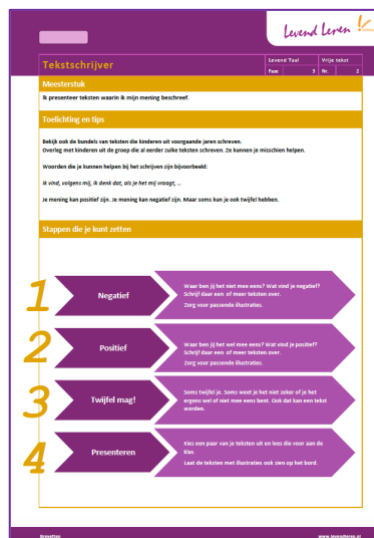 Levend Leren
Tekstschrijver
Levend Taal
Vrije tekst
Fase
3
Nr.
2
Meesterstuk
Ik presenteer teksten waarin ik mijn mening beschreef.
Toelichting en tips
Bekijk ook de bundels van teksten die kinderen uit voorgaande jaren schreven.
Overleg met kinderen uit de groep die al eerder zulke teksten schreven. Ze kunnen je misschien helpen.
Woorden die je kunnen helpen bij het schrijven zijn bijvoorbeeld:
Ik vind, volgens mij, ik denk dat, als je het mij vraagt, ...
Je mening kan positief zijn. Je mening kan negatief zijn. Maar soms kun je ook twijfel hebben.
Stappen die je kunt zetten
1
Negatief
Waar ben jij het niet mee eens? Wat vind je negatief?
Schrijf daar een of meer teksten over.
Zorg voor passende illustraties.
2
Positief
Waar ben jij het wel mee eens? Wat vind je positief?
Schrijf daar een of meer teksten over.
Zorg voor passende illustraties.
3
Twijfel mag!
Soms twijfel je. Soms weet je het niet zeker of je het
ergens wel of niet mee eens bent. Ook dat kan een tekst
worden.
4
Presenteren
Kies een paar van je teksten uit en lees die voor aan de
klas.
Laat de teksten met illustraties ook zien op het bord.
Brevetten
www.levendleren.nl